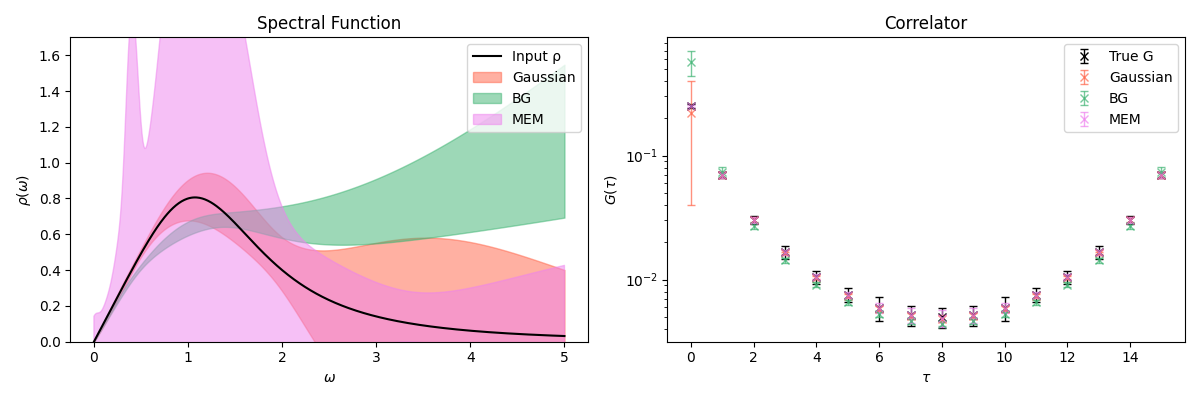 Spectral Function
ρ(ω)
1.6
1.4
1.2
1.0
0.8
0.6
0.4
0.2
0.0
Input ρ
Gaussian
BG
MEM
0 1 2 3 4 5
ω
Correlator
G(τ)
10⁻¹
10⁻²
True G
Gaussian
BG
MEM
0 2 4 6 8 10 12 14
τ